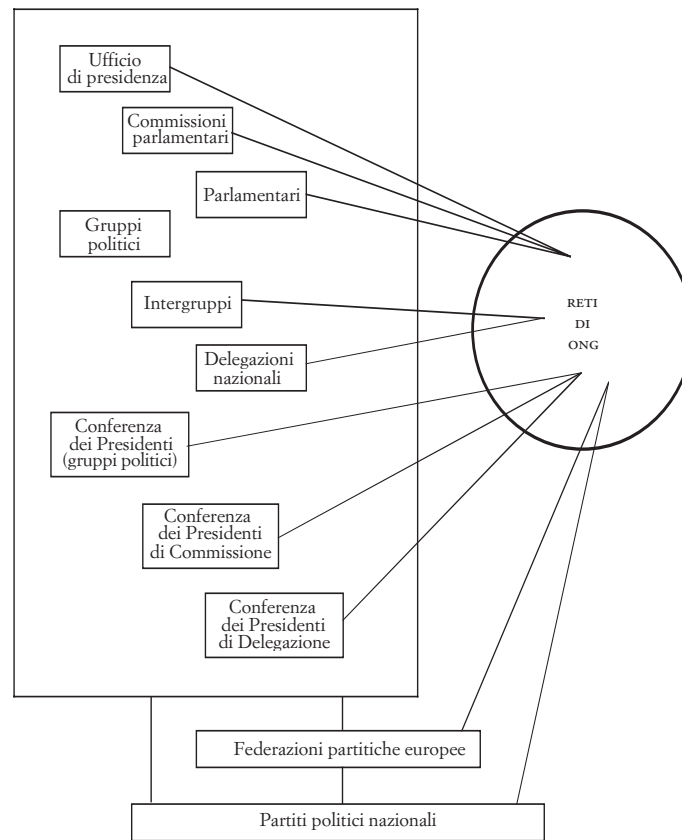 Ufficio
di presidenza
Commissioni
parlamentari
Parlamentari
Gruppi
politici
Intergruppi
Delegazioni
nazionali
Conferenza
dei Presidenti
(gruppi politici)
Conferenza
dei Presidenti
di Commissione
Conferenza
dei Presidenti
di Delegazione
RETI
DI
ONG
Federazioni partitiche europee
Partiti politici nazionali